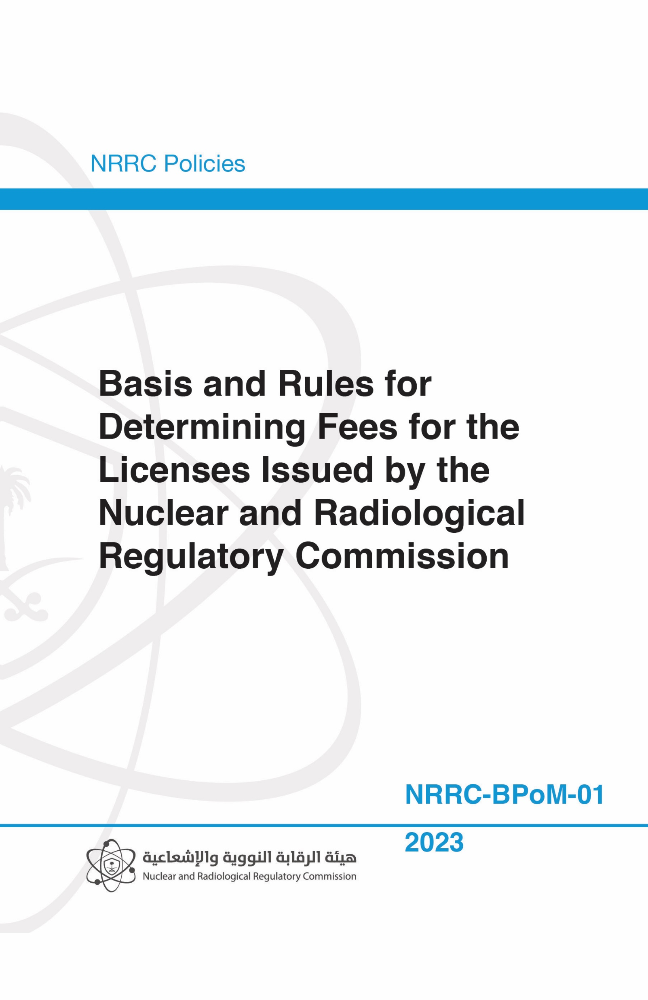 NRRC Policies
Basis and Rules for
Determining Fees for the
Licenses Issued by the
Nuclear and Radiological
Regulatory Commission
NRRC-BPoM-01
2023
هيئة الرقابة النووية والإشعاعية
Nuclear and Radiological Regulatory Commission